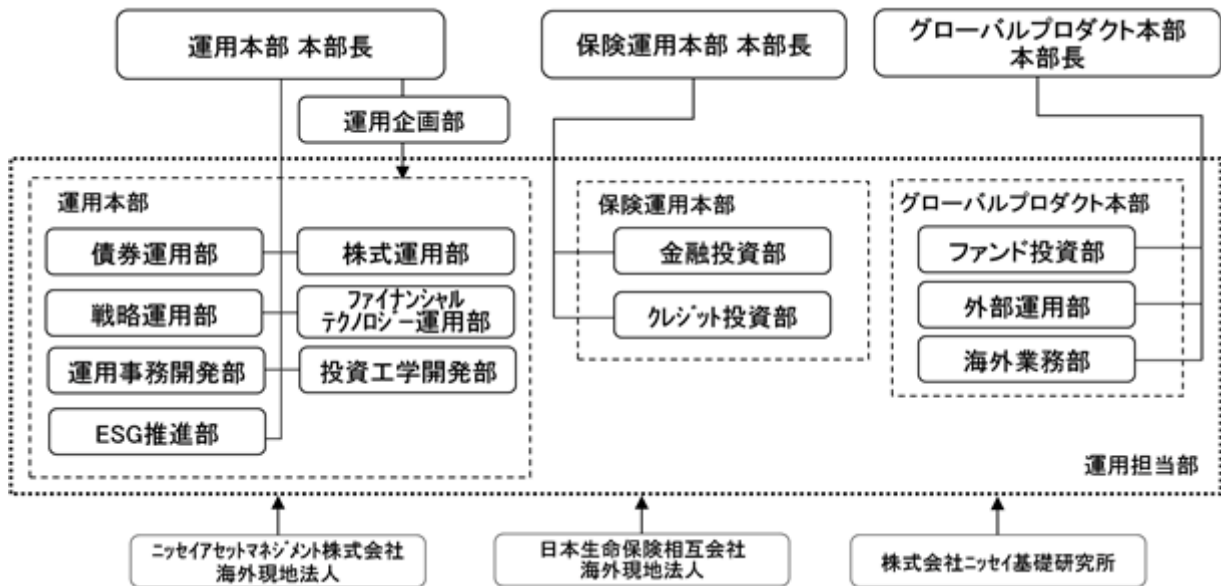 運用本部 本部長
保険運用本部 本部長
グローバルプロダクト本部
本部長
運用企画部
運用本部
債券運用部
株式運用部
戦略運用部
ファイナンシャル
テクノロジー運用部
運用事務開発部
投資工学開発部
ESG推進部
保険運用本部
金融投資部
クレジット投資部
グローバルプロダクト本部
ファンド投資部
外部運用部
海外業務部
運用担当部
ニッセイアセットマネジメント株式会社
海外現地法人
日本生命保険相互会社
海外現地法人
株式会社ニッセイ基礎研究所